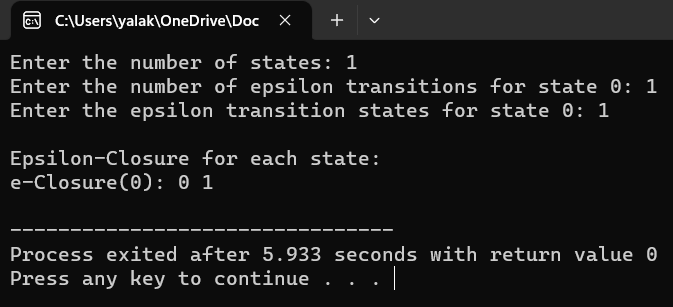 C:\Users\yalak\OneDrive\Doc
Enter the number of states: 1
Enter the number of epsilon transitions for state 0: 1
Enter the epsilon transition states for state 0: 1
Epsilon-Closure for each state:
e-Closure(0): 0 1
--------------------------------
Process exited after 5.933 seconds with return value 0
Press any key to continue . . .